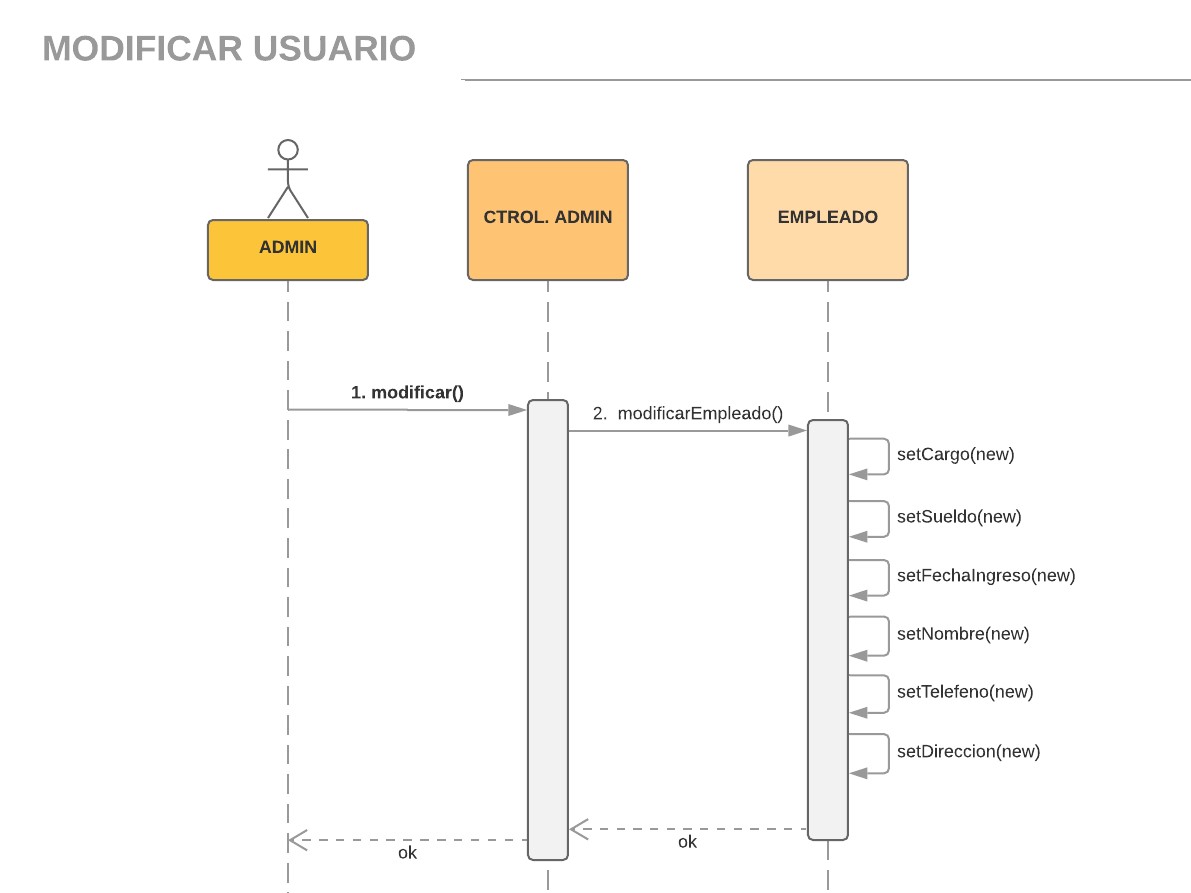 MODIFICAR USUARIO
ADMIN
CTROL. ADMIN
EMPLEADO
1. modificar()
2. modificarEmpleado()
setCargo(new)
setSueldo(new)
setFechaIngreso(new)
setNombre(new)
setTelefeno(new)
setDireccion(new)
ok
ok